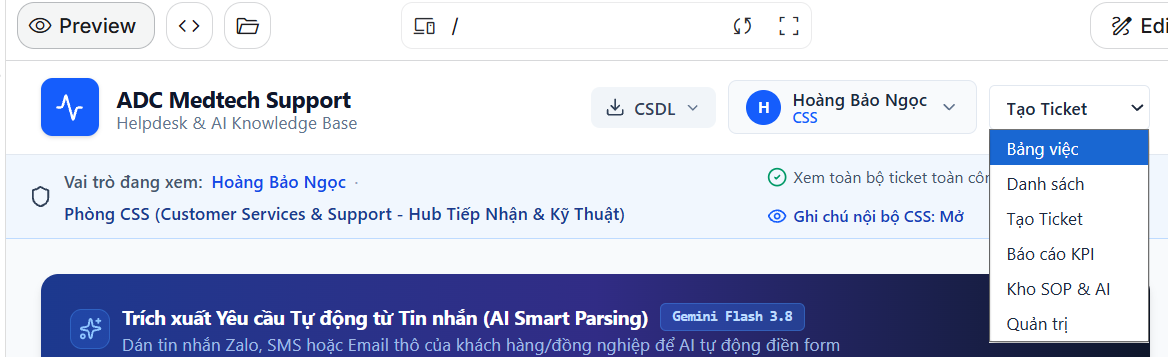 Preview
/
Edi
ADC Medtech Support
Helpdesk & AI Knowledge Base
CSDL
H
Hoàng Bảo Ngọc
CSS
Tạo Ticket
Bảng việc
Danh sách
Tạo Ticket
Báo cáo KPI
Kho SOP & AI
Quản trị
Vai trò đang xem: Hoàng Bảo Ngọc ·
Phòng CSS (Customer Services & Support - Hub Tiếp Nhận & Kỹ Thuật)
Xem toàn bộ ticket toàn côn
Ghi chú nội bộ CSS: Mở
Trích xuất Yêu cầu Tự động từ Tin nhắn (AI Smart Parsing) Gemini Flash 3.8
Dán tin nhắn Zalo, SMS hoặc Email thô của khách hàng/đồng nghiệp để AI tự động điền form